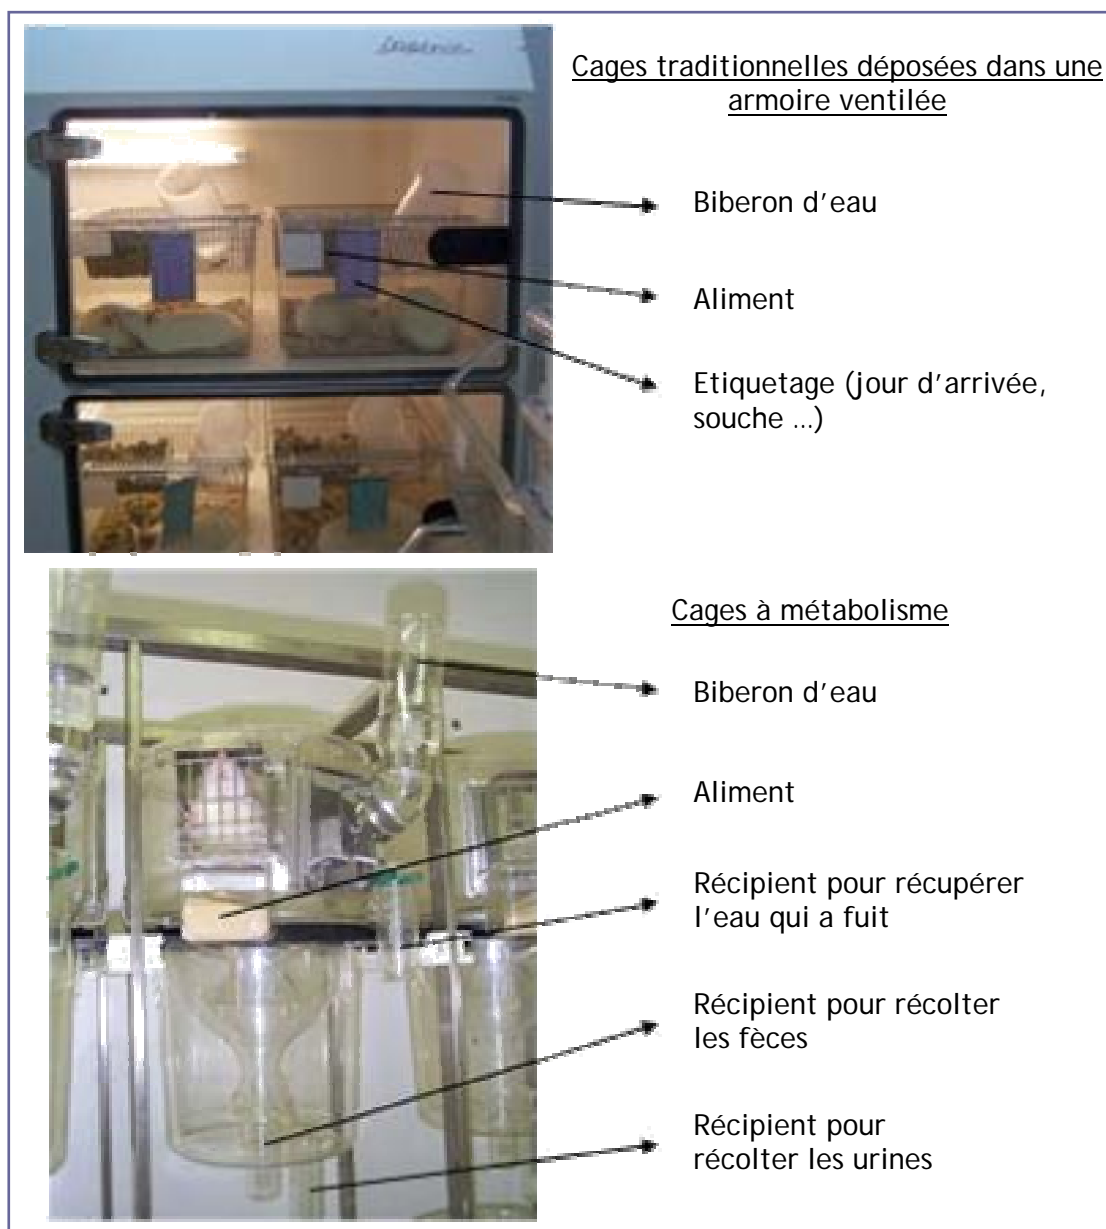 Cages traditionnelles déposées dans une
armoire ventilée
Biberon d'eau
Aliment
Etiquetage (jour d'arrivée,
souche ...)
Cages à métabolisme
Biberon d'eau
Aliment
Récipient pour récupérer
l'eau qui a fuit
Récipient pour récolter
les fèces
Récipient pour
récolter les urines